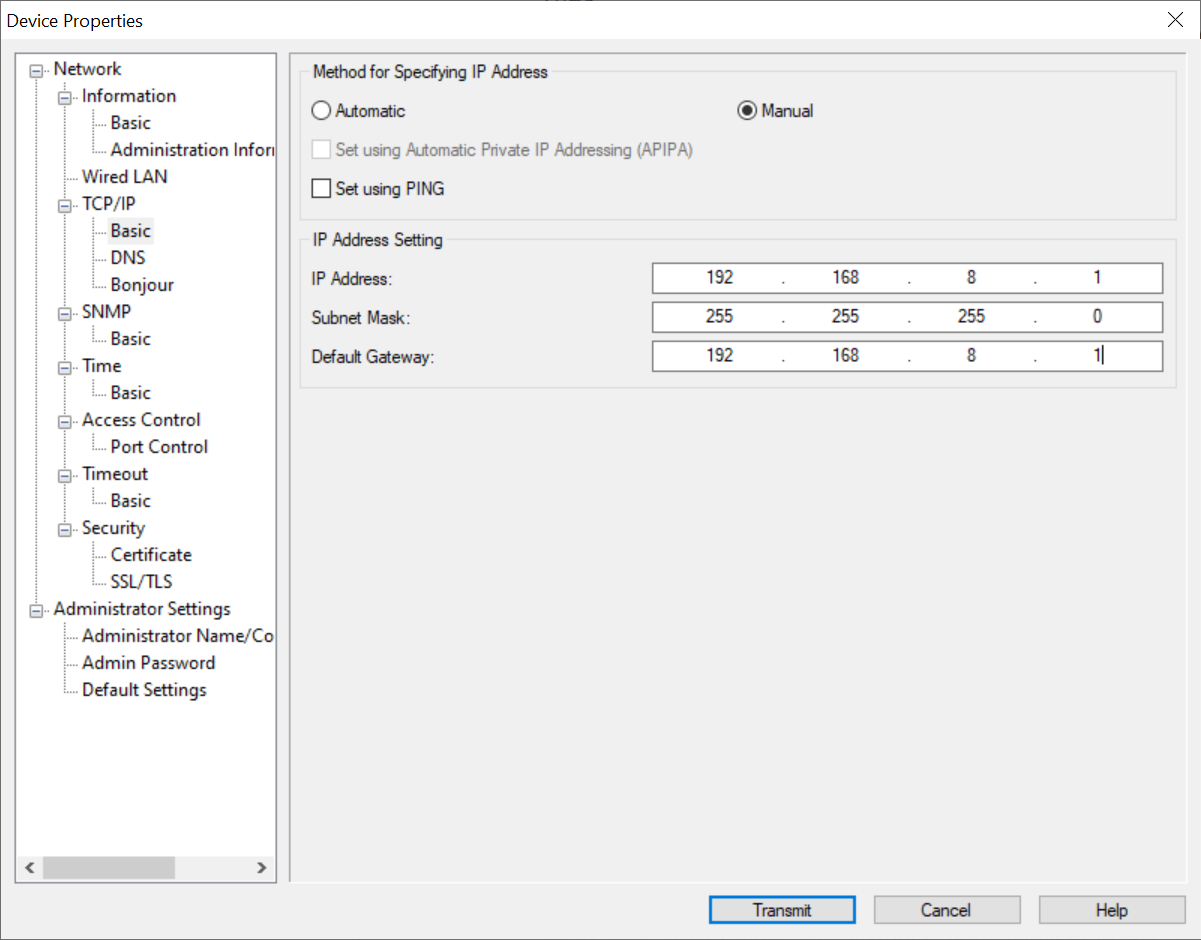 Device Properties
Network
Information
Basic
Administration Infor
Wired LAN
TCP/IP
Basic
DNS
Bonjour
SNMP
Basic
Time
Basic
Access Control
Port Control
Timeout
Basic
Security
Certificate
SSL/TLS
Administrator Settings
Administrator Name/Co
Admin Password
Default Settings
Method for Specifying IP Address
Automatic Manual
Set using Automatic Private IP Addressing (APIPA)
Set using PING
IP Address Setting
IP Address: 192 . 168 . 8 . 1
Subnet Mask: 255 . 255 . 255 . 0
Default Gateway: 192 . 168 . 8 . 1
Transmit Cancel Help